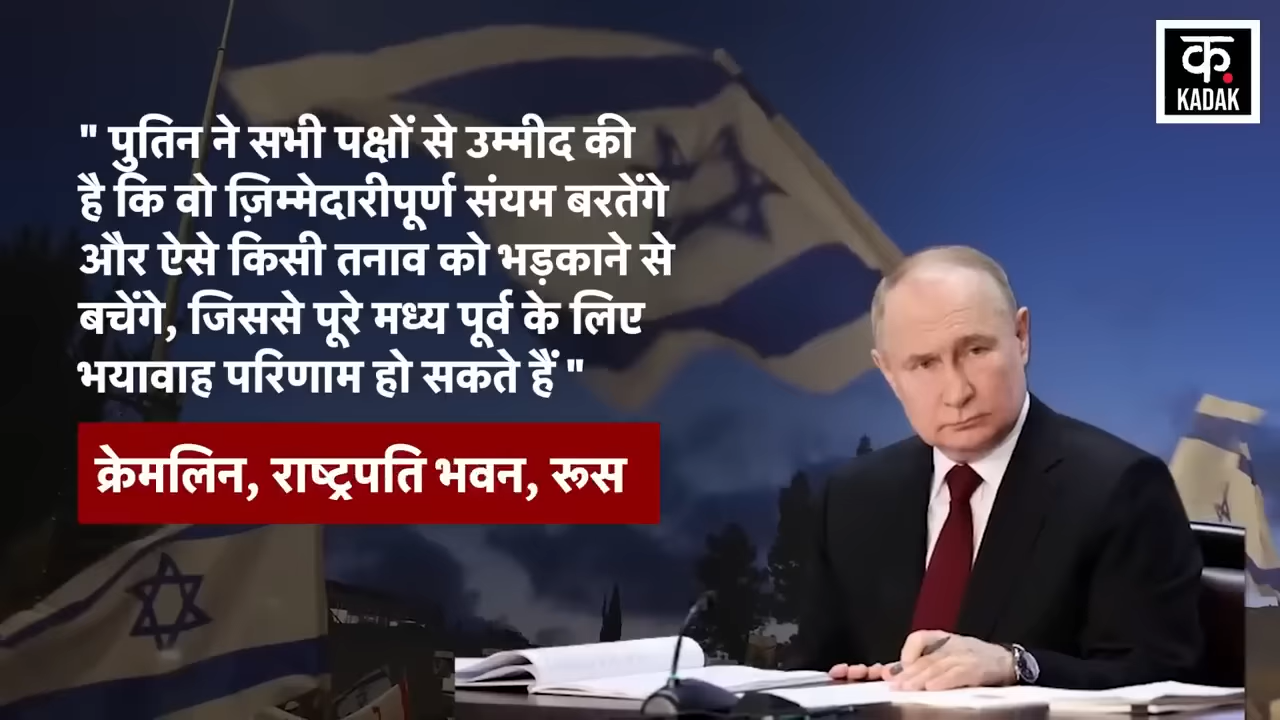 " पुतिन ने सभी पक्षों से उम्मीद की
है कि वो ज़िम्मेदारीपूर्ण संयम बरतेंगे
और ऐसे किसी तनाव को भड़काने से
बचेंगे, जिससे पूरे मध्य पूर्व के लिए
भयावाह परिणाम हो सकते हैं "
क्रेमलिन, राष्ट्रपति भवन, रूस
क.
KADAK